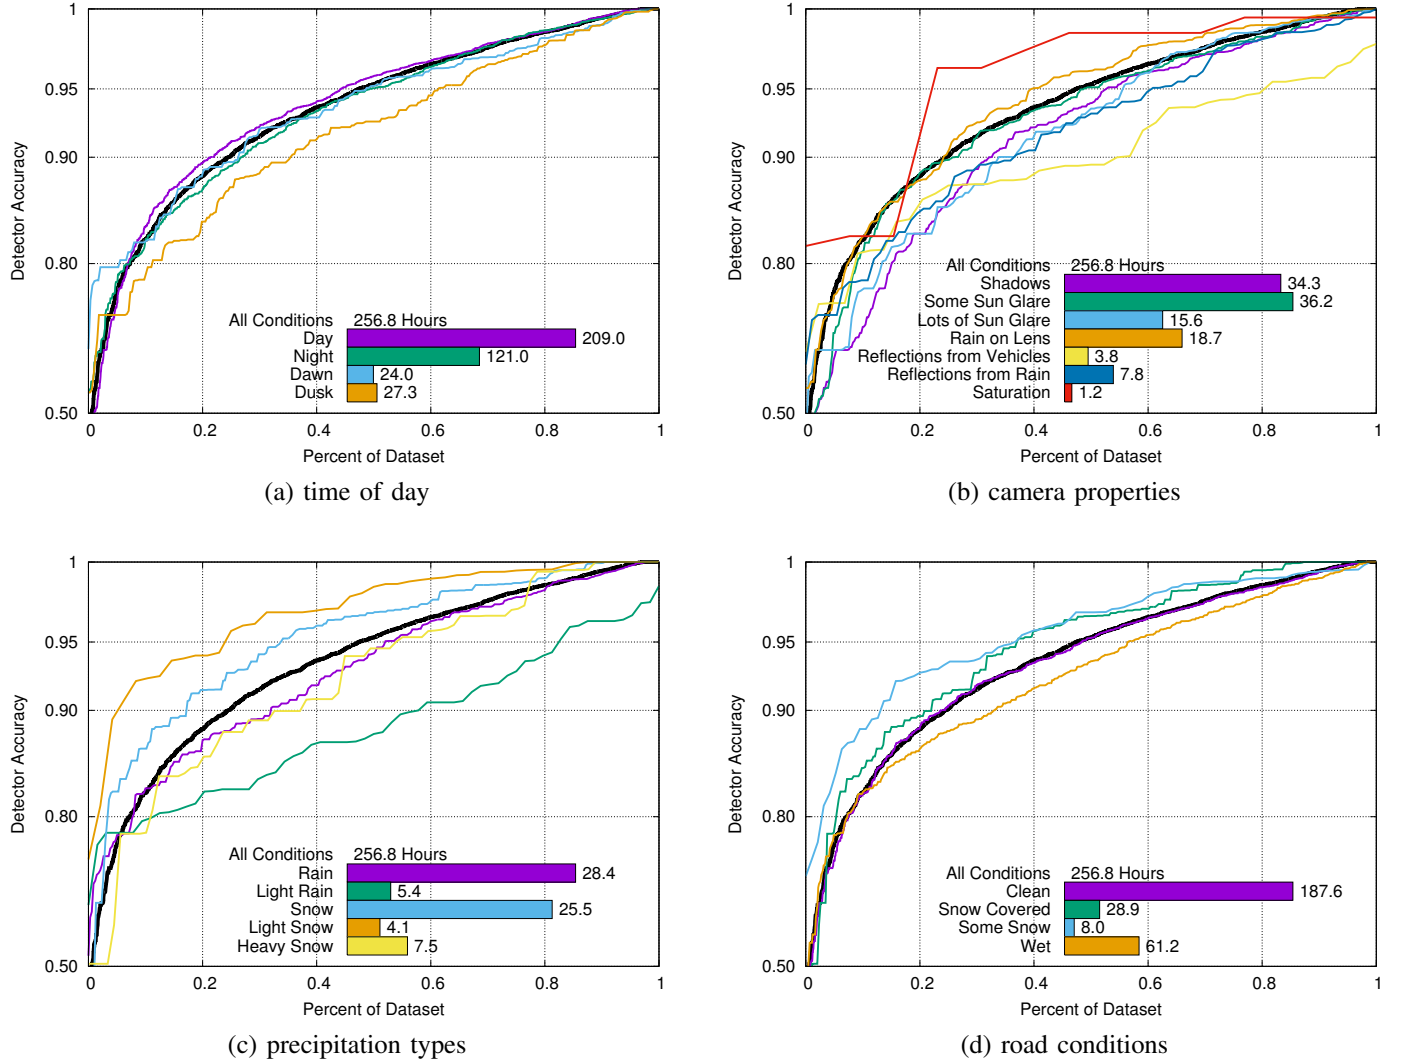 1
0.95
0.90
0.80
0.50
Detector Accuracy
All Conditions 256.8 Hours
Day 209.0
Night 121.0
Dawn 24.0
Dusk 27.3
0 0.2 0.4 0.6 0.8 1
Percent of Dataset
(a) time of day
1
0.95
0.90
0.80
0.50
Detector Accuracy
All Conditions 256.8 Hours
Shadows 34.3
Some Sun Glare 36.2
Lots of Sun Glare 15.6
Rain on Lens 18.7
Reflections from Vehicles 3.8
Reflections from Rain 7.8
Saturation 1.2
0 0.2 0.4 0.6 0.8 1
Percent of Dataset
(b) camera properties
1
0.95
0.90
0.80
0.50
Detector Accuracy
All Conditions 256.8 Hours
Rain 28.4
Light Rain 5.4
Snow 25.5
Light Snow 4.1
Heavy Snow 7.5
0 0.2 0.4 0.6 0.8 1
Percent of Dataset
(c) precipitation types
1
0.95
0.90
0.80
0.50
Detector Accuracy
All Conditions 256.8 Hours
Clean 187.6
Snow Covered 28.9
Some Snow 8.0
Wet 61.2
0 0.2 0.4 0.6 0.8 1
Percent of Dataset
(d) road conditions